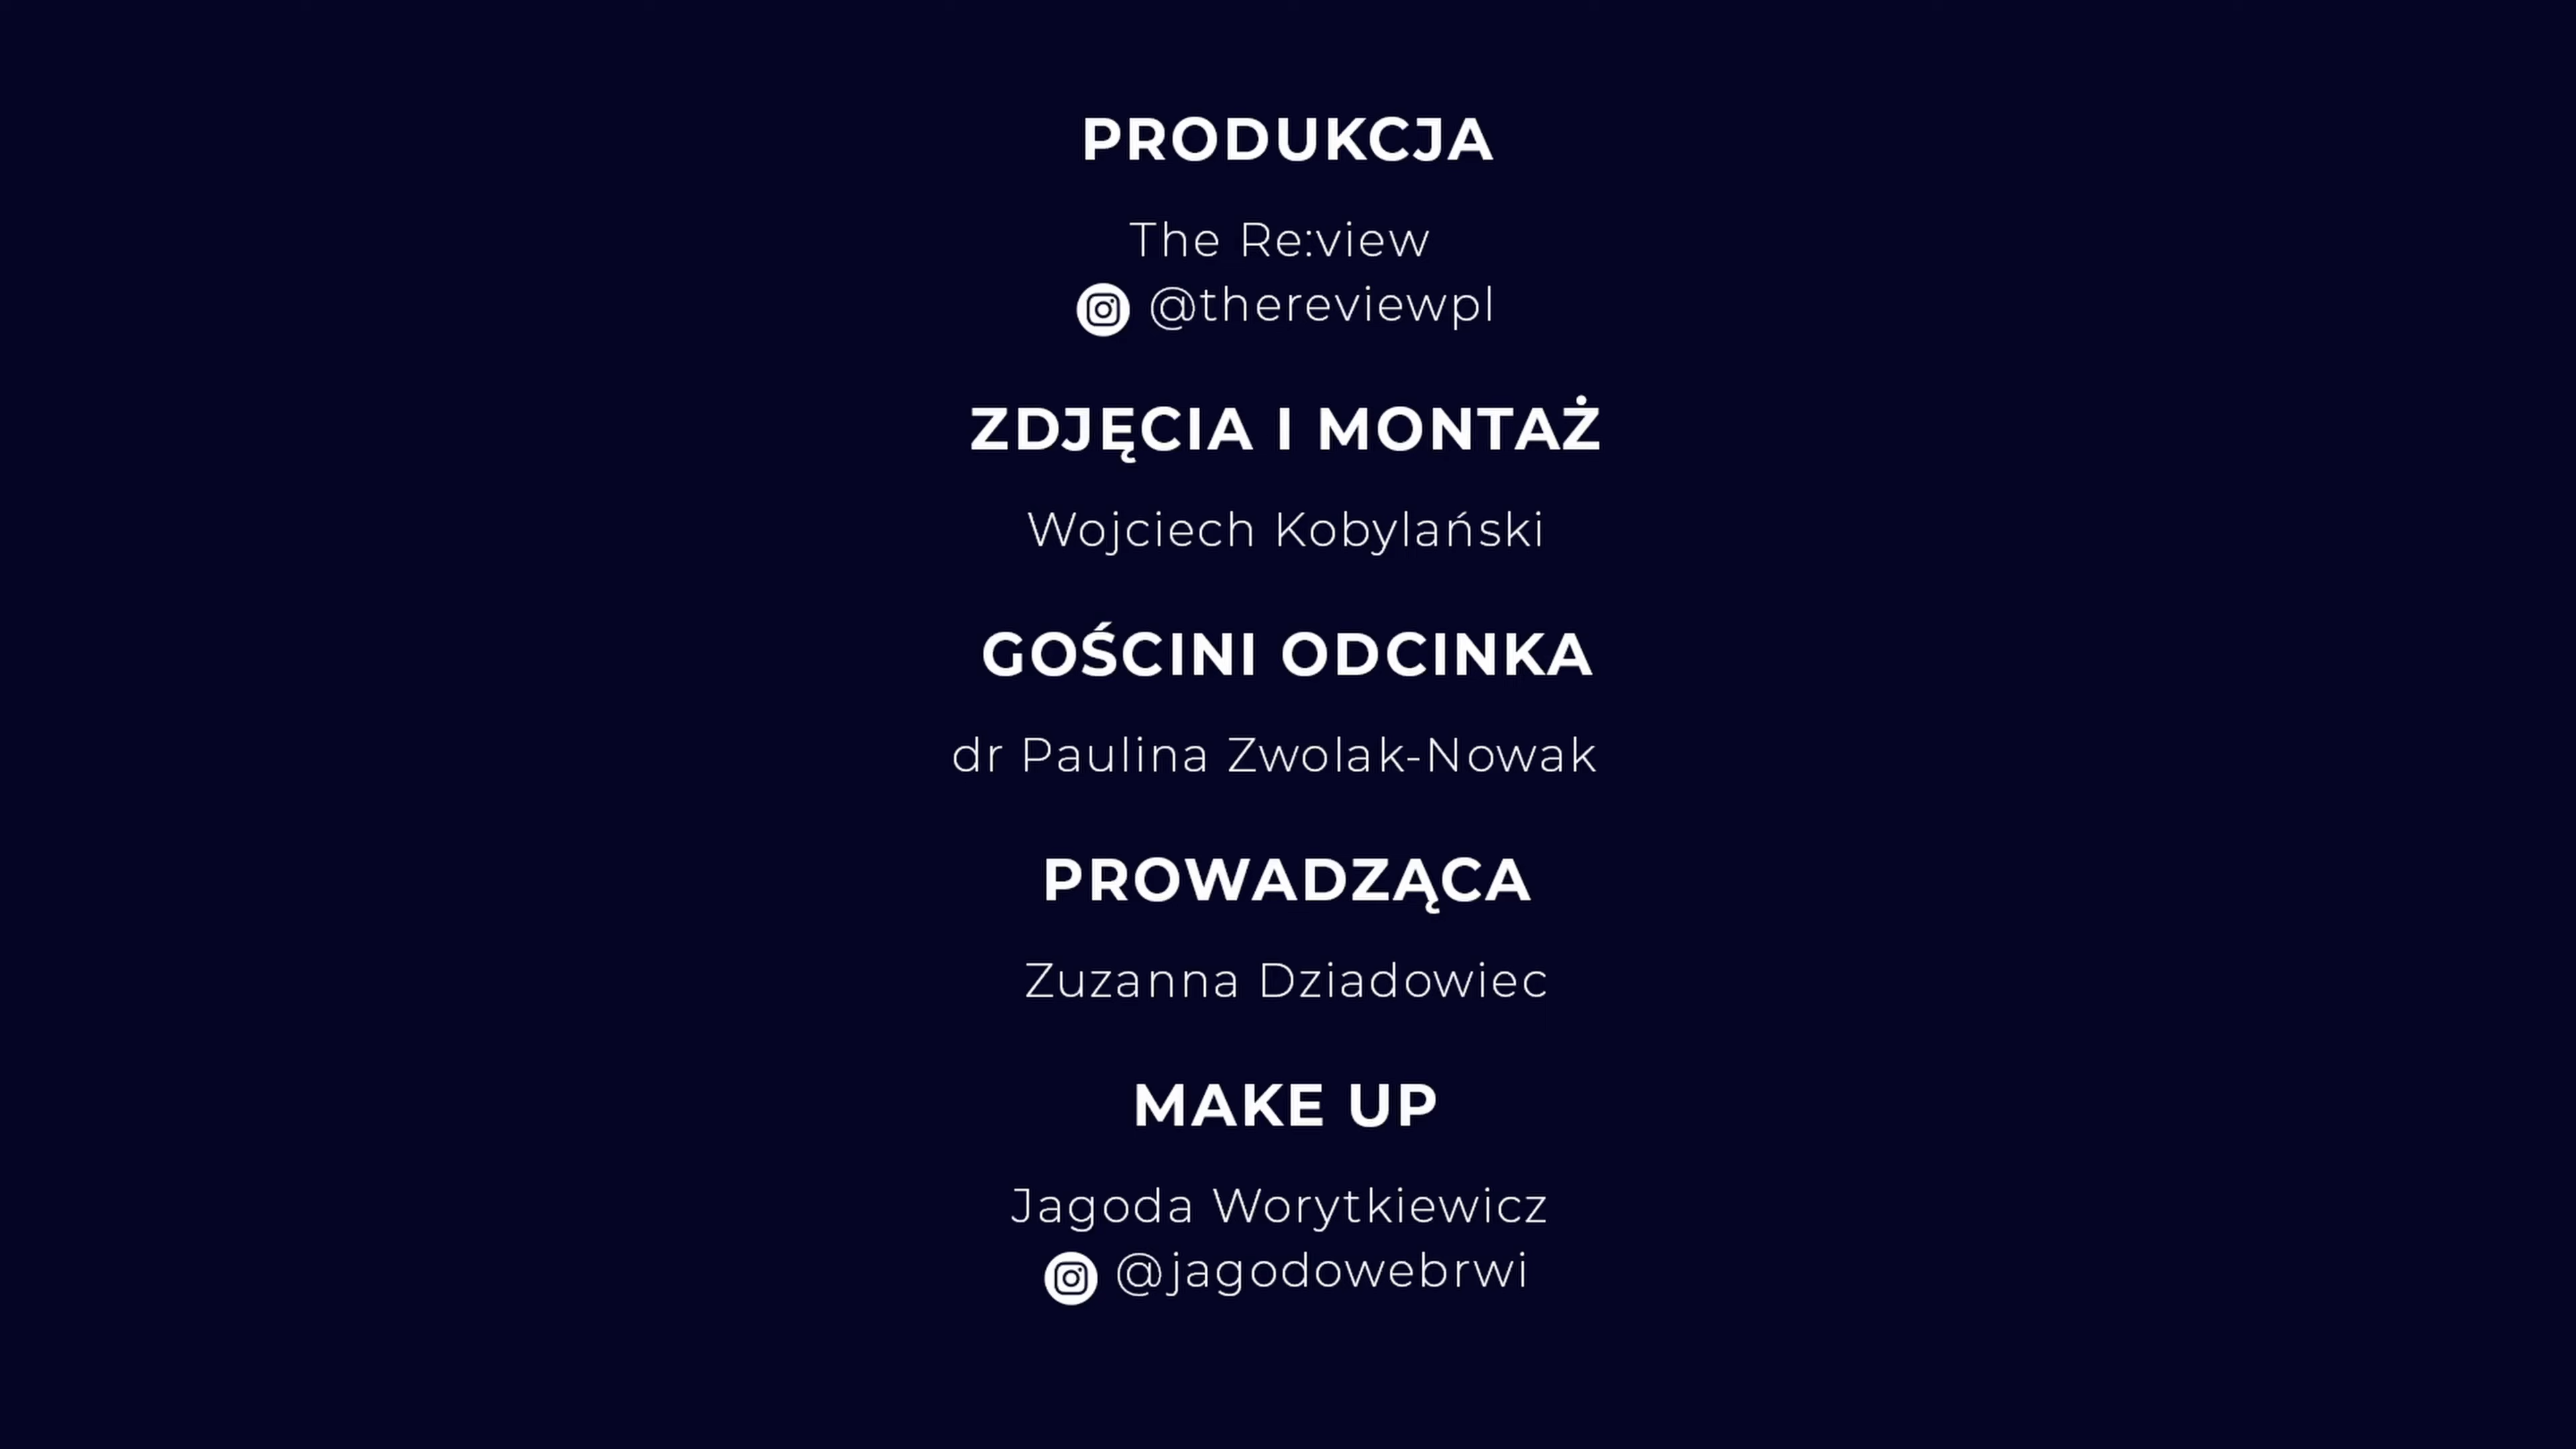 PRODUKCJA
The Re:view
@thereviewpl
ZDJĘCIA I MONTAŻ
Wojciech Kobylański
GOŚCINI ODCINKA
dr Paulina Zwolak-Nowak
PROWADZĄCA
Zuzanna Dziadowiec
MAKE UP
Jagoda Worytkiewicz
@jagodowebrwi